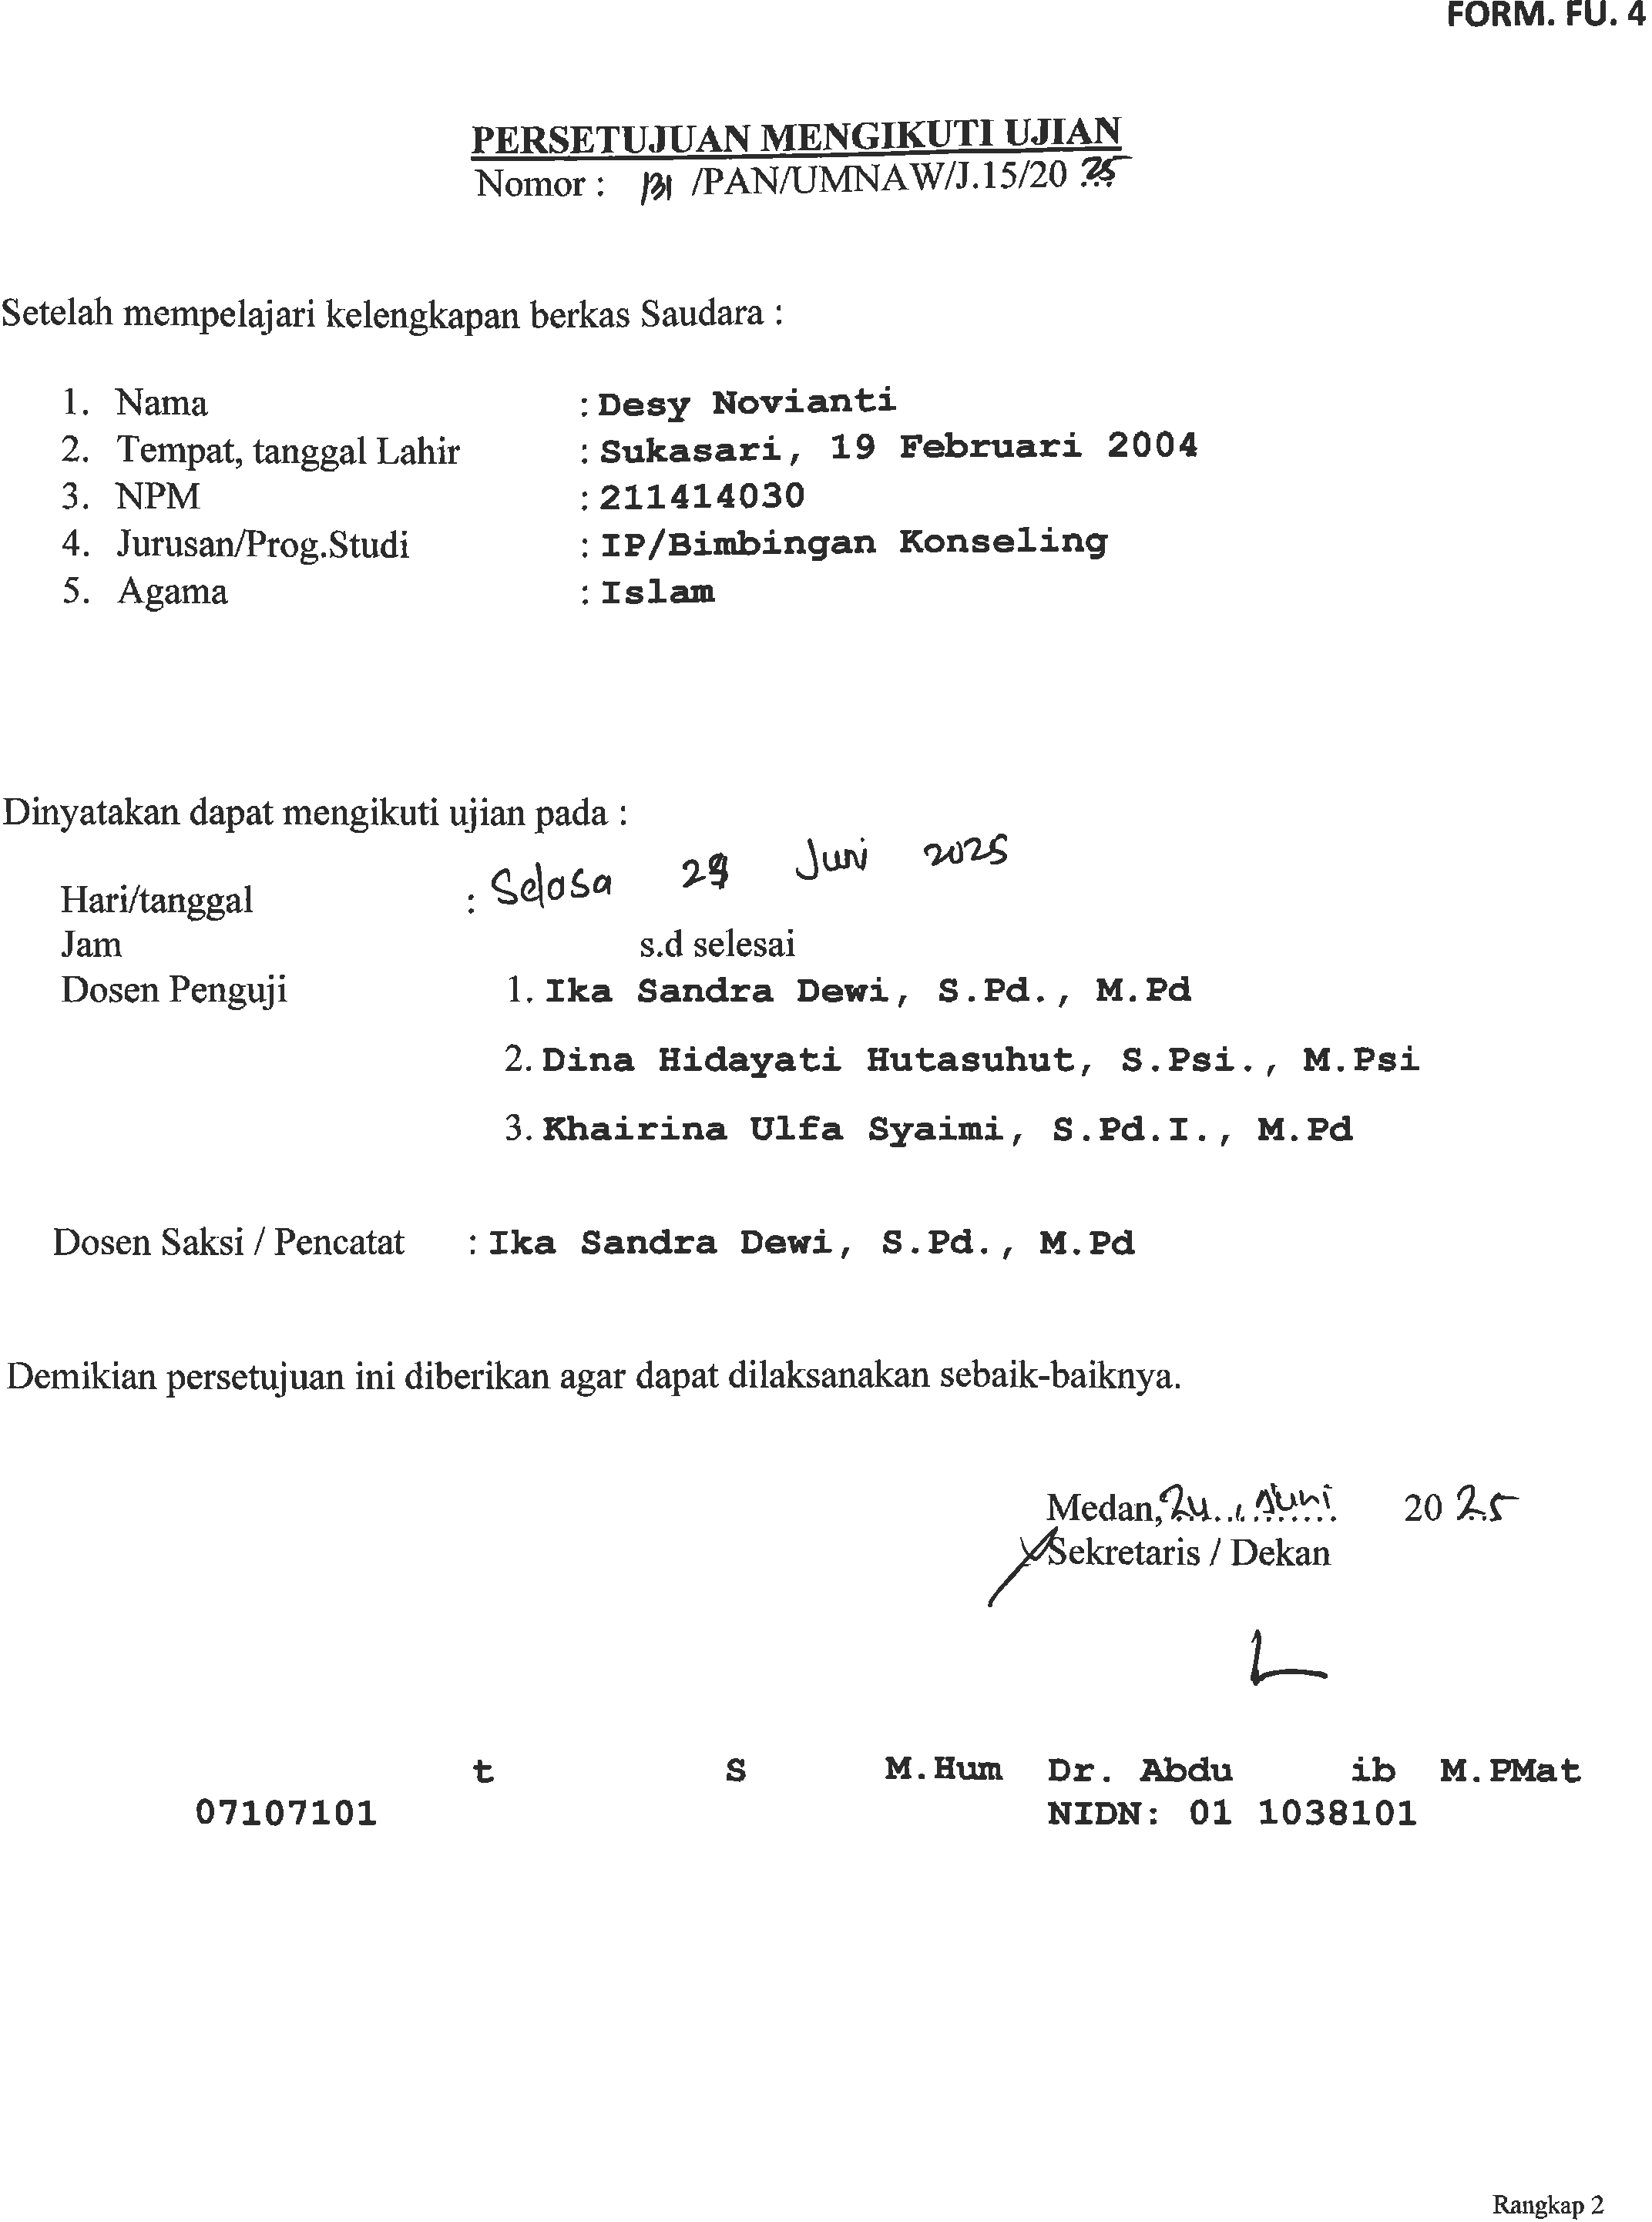 FORM. FU. 4
PERSETUJUAN MENGIKUTI UJIAN
Nomor : 131 /PAN/UMNAW/J.15/20 25
Setelah mempelajari kelengkapan berkas Saudara :
1. Nama : Desy Novianti
2. Tempat, tanggal Lahir : Sukasari, 19 Februari 2004
3. NPM : 211414030
4. Jurusan/Prog.Studi : IP/Bimbingan Konseling
5. Agama : Islam
Dinyatakan dapat mengikuti ujian pada :
Hari/tanggal : Selasa Juni 2025
Jam s.d selesai
Dosen Penguji 1. Ika Sandra Dewi, S.Pd., M.Pd
2. Dina Hidayati Hutasuhut, S.Psi., M.Psi
3. Khairina Ulfa Syaimi, S.Pd.I., M.Pd
Dosen Saksi / Pencatat : Ika Sandra Dewi, S.Pd., M.Pd
Demikian persetujuan ini diberikan agar dapat dilaksanakan sebaik-baiknya.
Medan, 24 Juni 20 25
Sekretaris / Dekan
t S M.Hum Dr. Abdu ib M.PMat
07107101 NIDN: 01 1038101
Rangkap 2